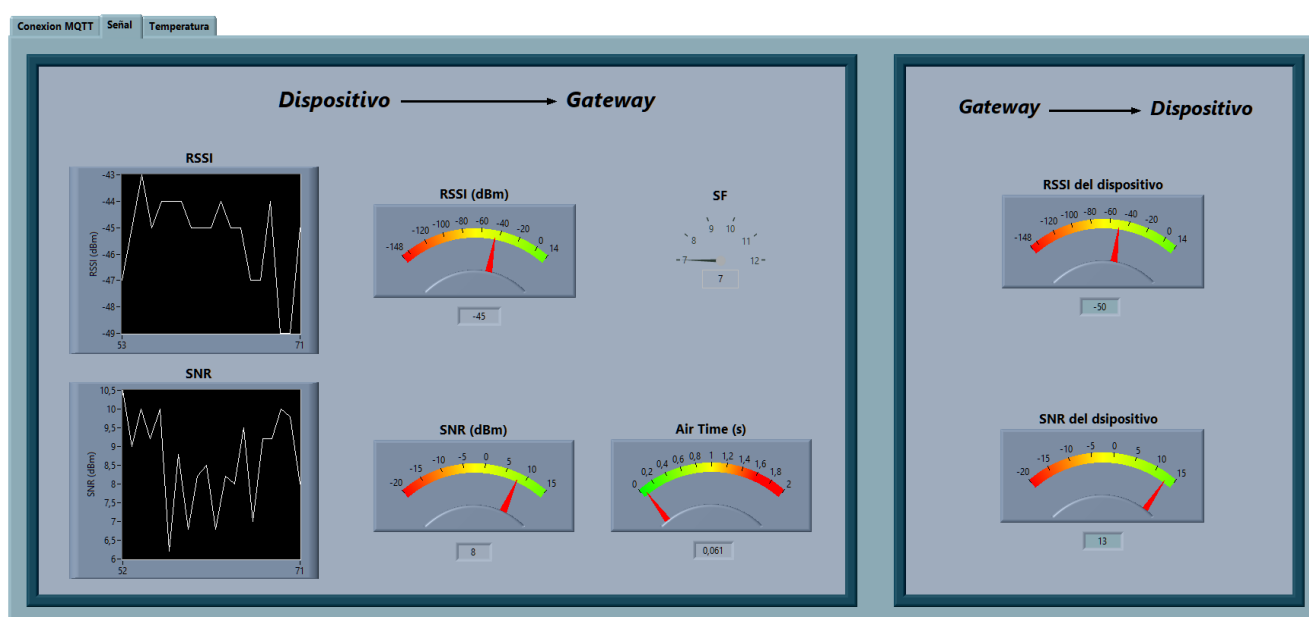 Conexion MQTT Señal Temperatura
Dispositivo Gateway
RSSI
RSSI (dBm)
-43
-44
-45
-46
-47
-48
-49
53 71
RSSI (dBm)
-148 -120 -100 -80 -60 -40 -20 0 14
-45
SF
7 8 9 10 11 12
7
SNR
SNR (dBm)
10,5
10
9,5
9
8,5
8
7,5
7
6,5
6
52 71
SNR (dBm)
-20 -15 -10 -5 0 5 10 15
8
Air Time (s)
0 0,2 0,4 0,6 0,8 1 1,2 1,4 1,6 1,8 2
0,061
Gateway Dispositivo
RSSI del dispositivo
-148 -120 -100 -80 -60 -40 -20 0 14
-50
SNR del dsipositivo
-20 -15 -10 -5 0 5 10 15
13